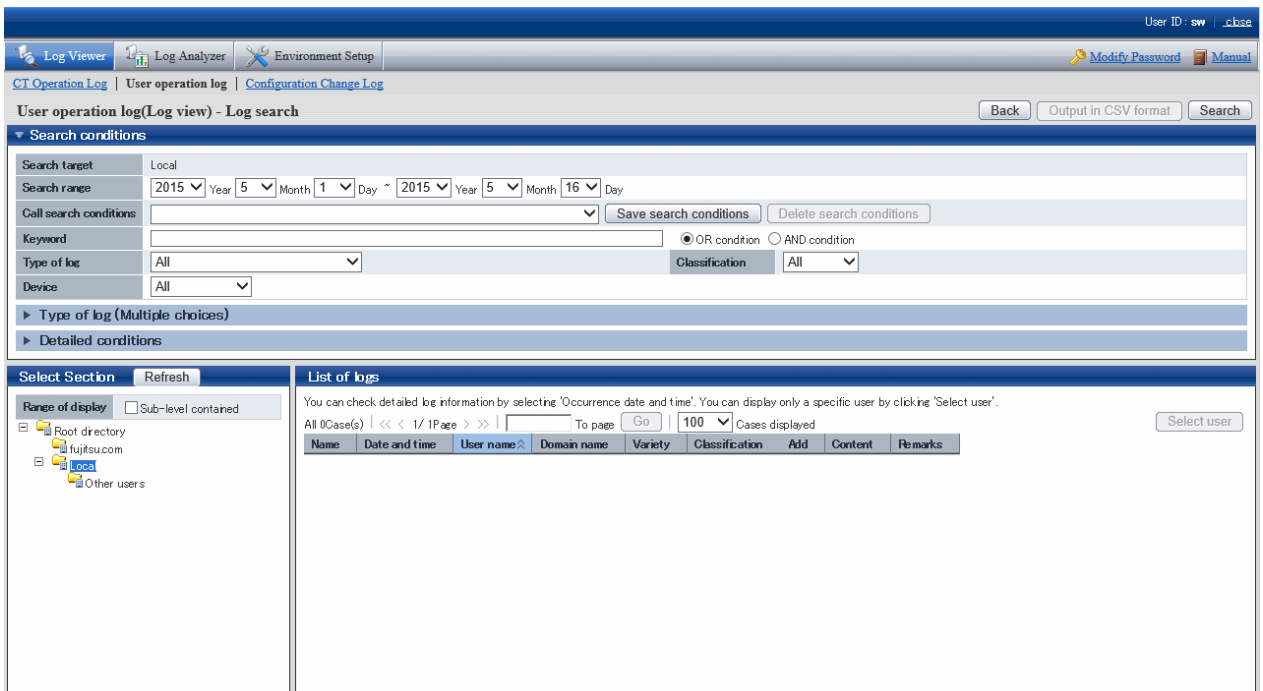 User ID : sw | close
Log Viewer Log Analyzer Environment Setup Modify Password Manual
CT Operation Log | User operation log | Configuration Change Log
User operation log(Log view) - Log search Back Output in CSV format Search
Search conditions
Search target Local
Search range 2015 Year 5 Month 1 Day ~ 2015 Year 5 Month 16 Day
Call search conditions Save search conditions Delete search conditions
Keyword OR condition AND condition
Type of log All Classification All
Device All
Type of log (Multiple choices)
Detailed conditions
Select Section Refresh
Range of display Sub-level contained
Root directory
fujitsu.com
Local
Other users
List of logs
You can check detailed log information by selecting 'Occurrence date and time'. You can display only a specific user by clicking 'Select user'.
All 0Case(s) | << < 1/ 1Page > >> | To page Go | 100 Cases displayed Select user
Name Date and time User name Domain name Variety Classification Add Content Remarks